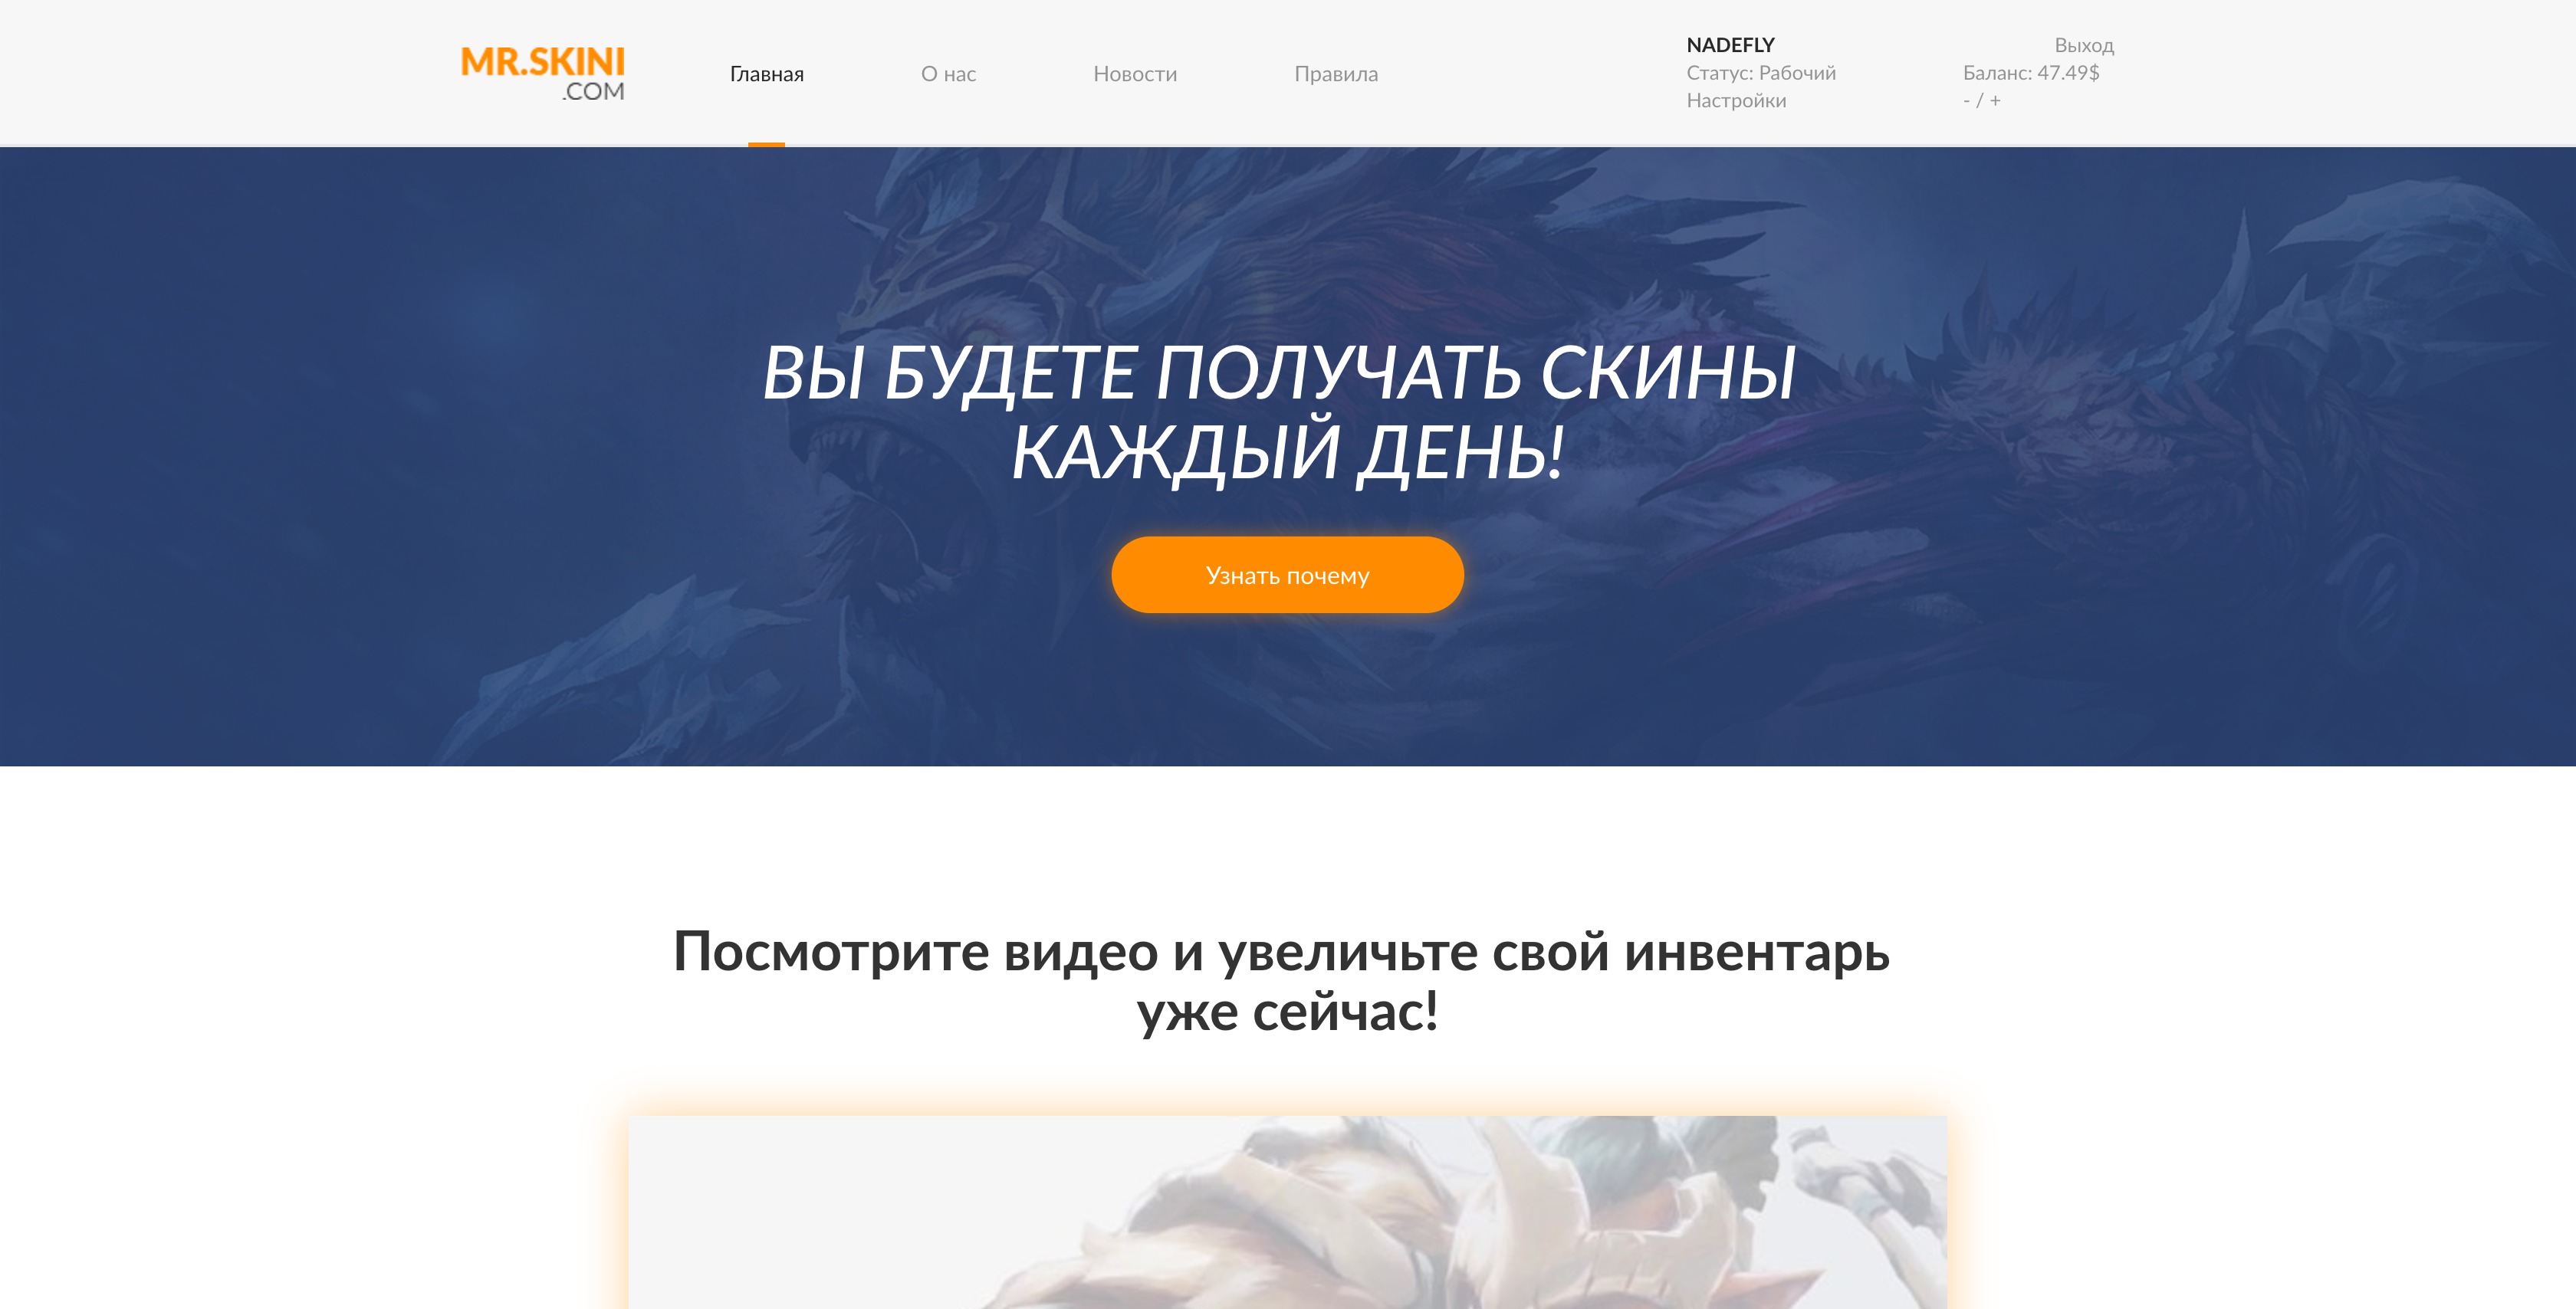 MR.SKINI
.COM
Главная
О нас
Новости
Правила
NADEFLY
Статус: Рабочий
Настройки
Выход
Баланс: 47.49$
- / +
ВЫ БУДЕТЕ ПОЛУЧАТЬ СКИНЫ
КАЖДЫЙ ДЕНЬ!
Узнать почему
Посмотрите видео и увеличьте свой инвентарь
уже сейчас!